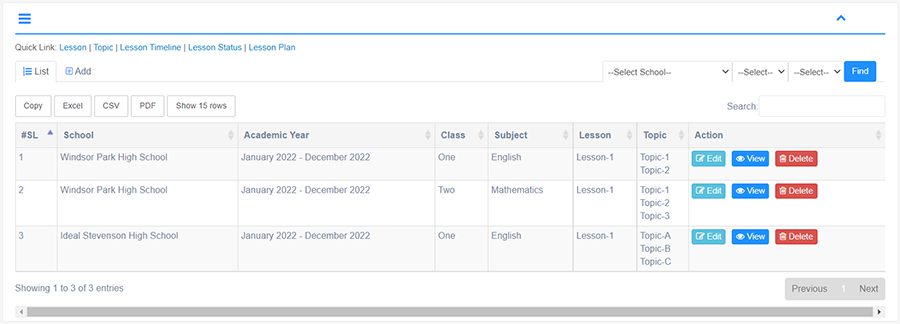 Quick Link: Lesson | Topic | Lesson Timeline | Lesson Status | Lesson Plan
List Add --Select School-- --Select-- --Select-- Find
Copy Excel CSV PDF Show 15 rows Search:
#SL School Academic Year Class Subject Lesson Topic Action
1 Windsor Park High School January 2022 - December 2022 One English Lesson-1 Topic-1 Edit View Delete
Topic-2
2 Windsor Park High School January 2022 - December 2022 Two Mathematics Lesson-1 Topic-1 Edit View Delete
Topic-2
Topic-3
3 Ideal Stevenson High School January 2022 - December 2022 One English Lesson-1 Topic-A Edit View Delete
Topic-B
Topic-C
Showing 1 to 3 of 3 entries Previous 1 Next